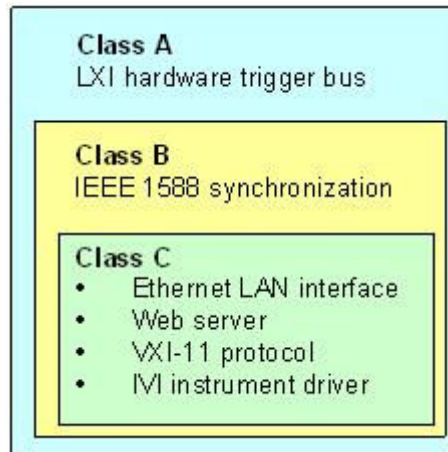 Class A
LXI hardware trigger bus
Class B
IEEE 1588 synchronization
Class C
• Ethernet LAN interface
• Web server
• VXI-11 protocol
• IVI instrument driver